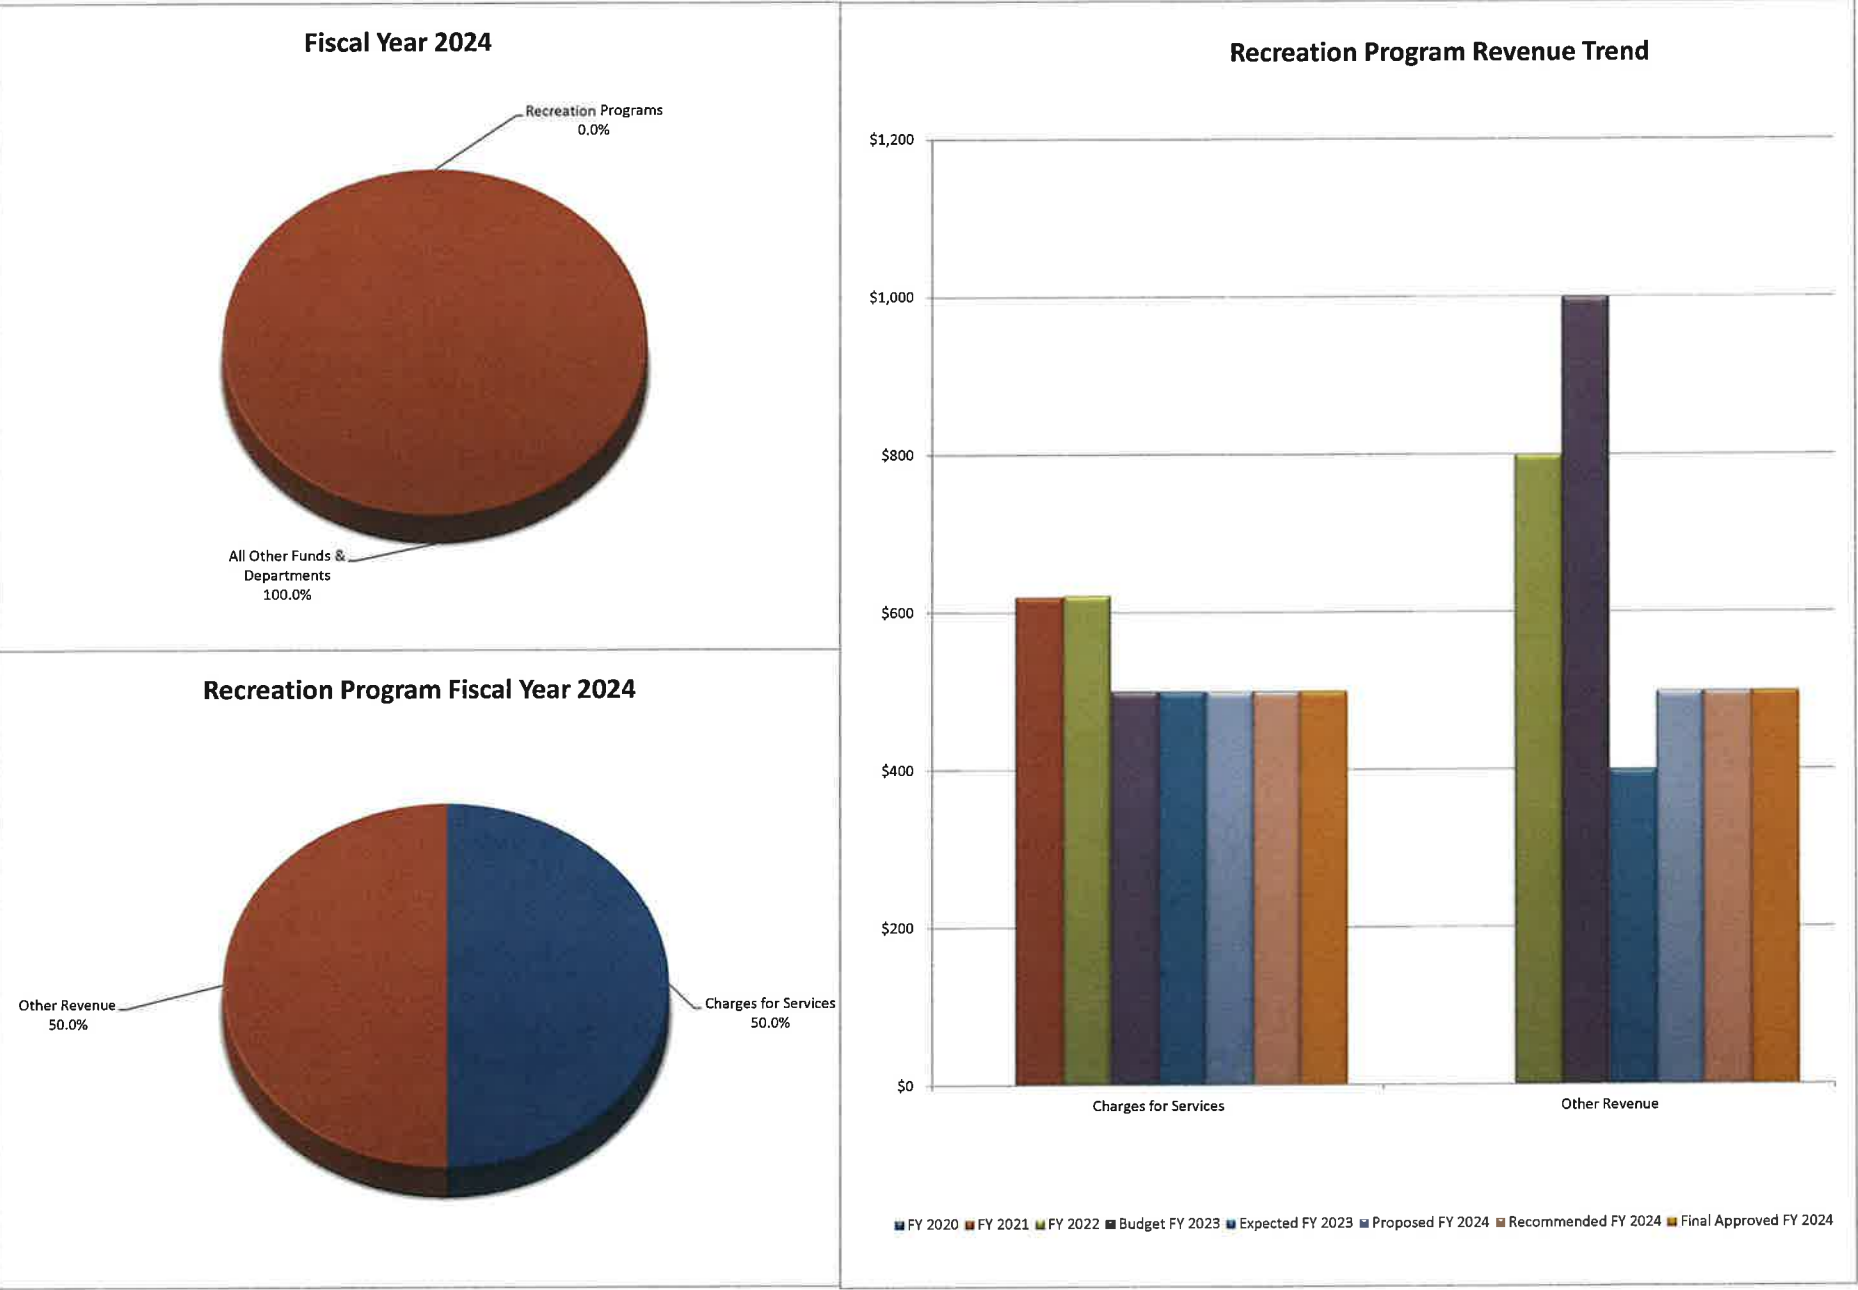 Fiscal Year 2024
Recreation Programs
0.0%
All Other Funds &
Departments
100.0%
Recreation Program Fiscal Year 2024
Other Revenue
50.0%
Charges for Services
50.0%
Recreation Program Revenue Trend
$1,200
$1,000
$800
$600
$400
$200
$0
Charges for Services
Other Revenue
FY 2020 FY 2021 FY 2022 Budget FY 2023 Expected FY 2023 Proposed FY 2024 Recommended FY 2024 Final Approved FY 2024